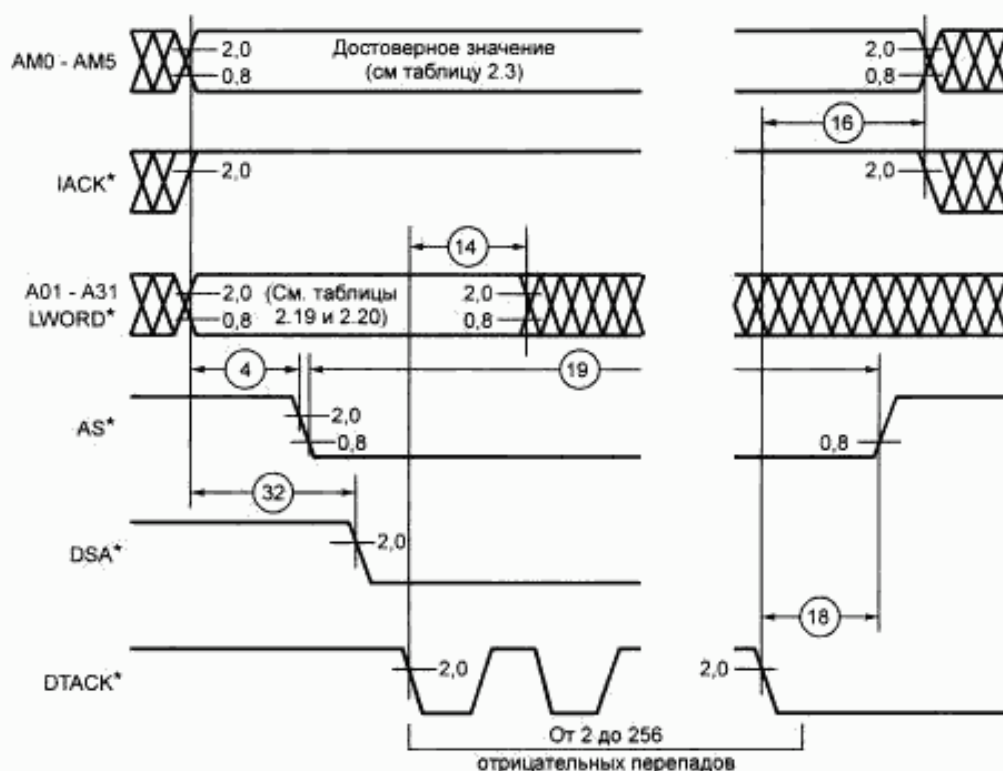 AM0 - AM5
2,0
0,8
Достоверное значение
(см таблицу 2.3)
2,0
0,8
16
IACK*
2,0
2,0
14
A01 - A31
LWORD*
2,0
0,8
(См. таблицы
2.19 и 2.20)
2,0
0,8
4
19
AS*
2,0
0,8
0,8
32
DSA*
2,0
18
DTACK*
2,0
2,0
От 2 до 256
отрицательных перепадов